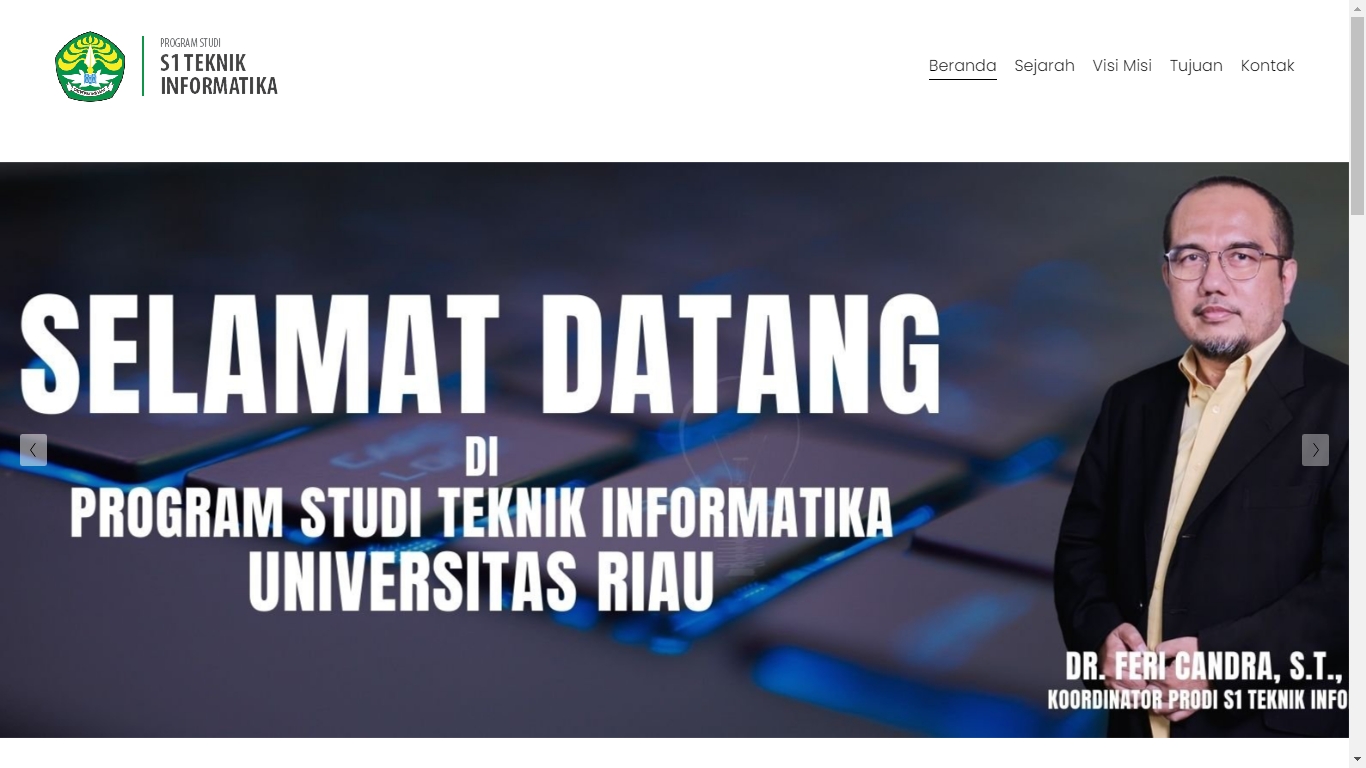 PROGRAM STUDI
S1 TEKNIK
INFORMATIKA
Beranda Sejarah Visi Misi Tujuan Kontak
SELAMAT DATANG
DI
PROGRAM STUDI TEKNIK INFORMATIKA
UNIVERSITAS RIAU
DR. FERI CANDRA, S.T.,
KOORDINATOR PRODI S1 TEKNIK INFO